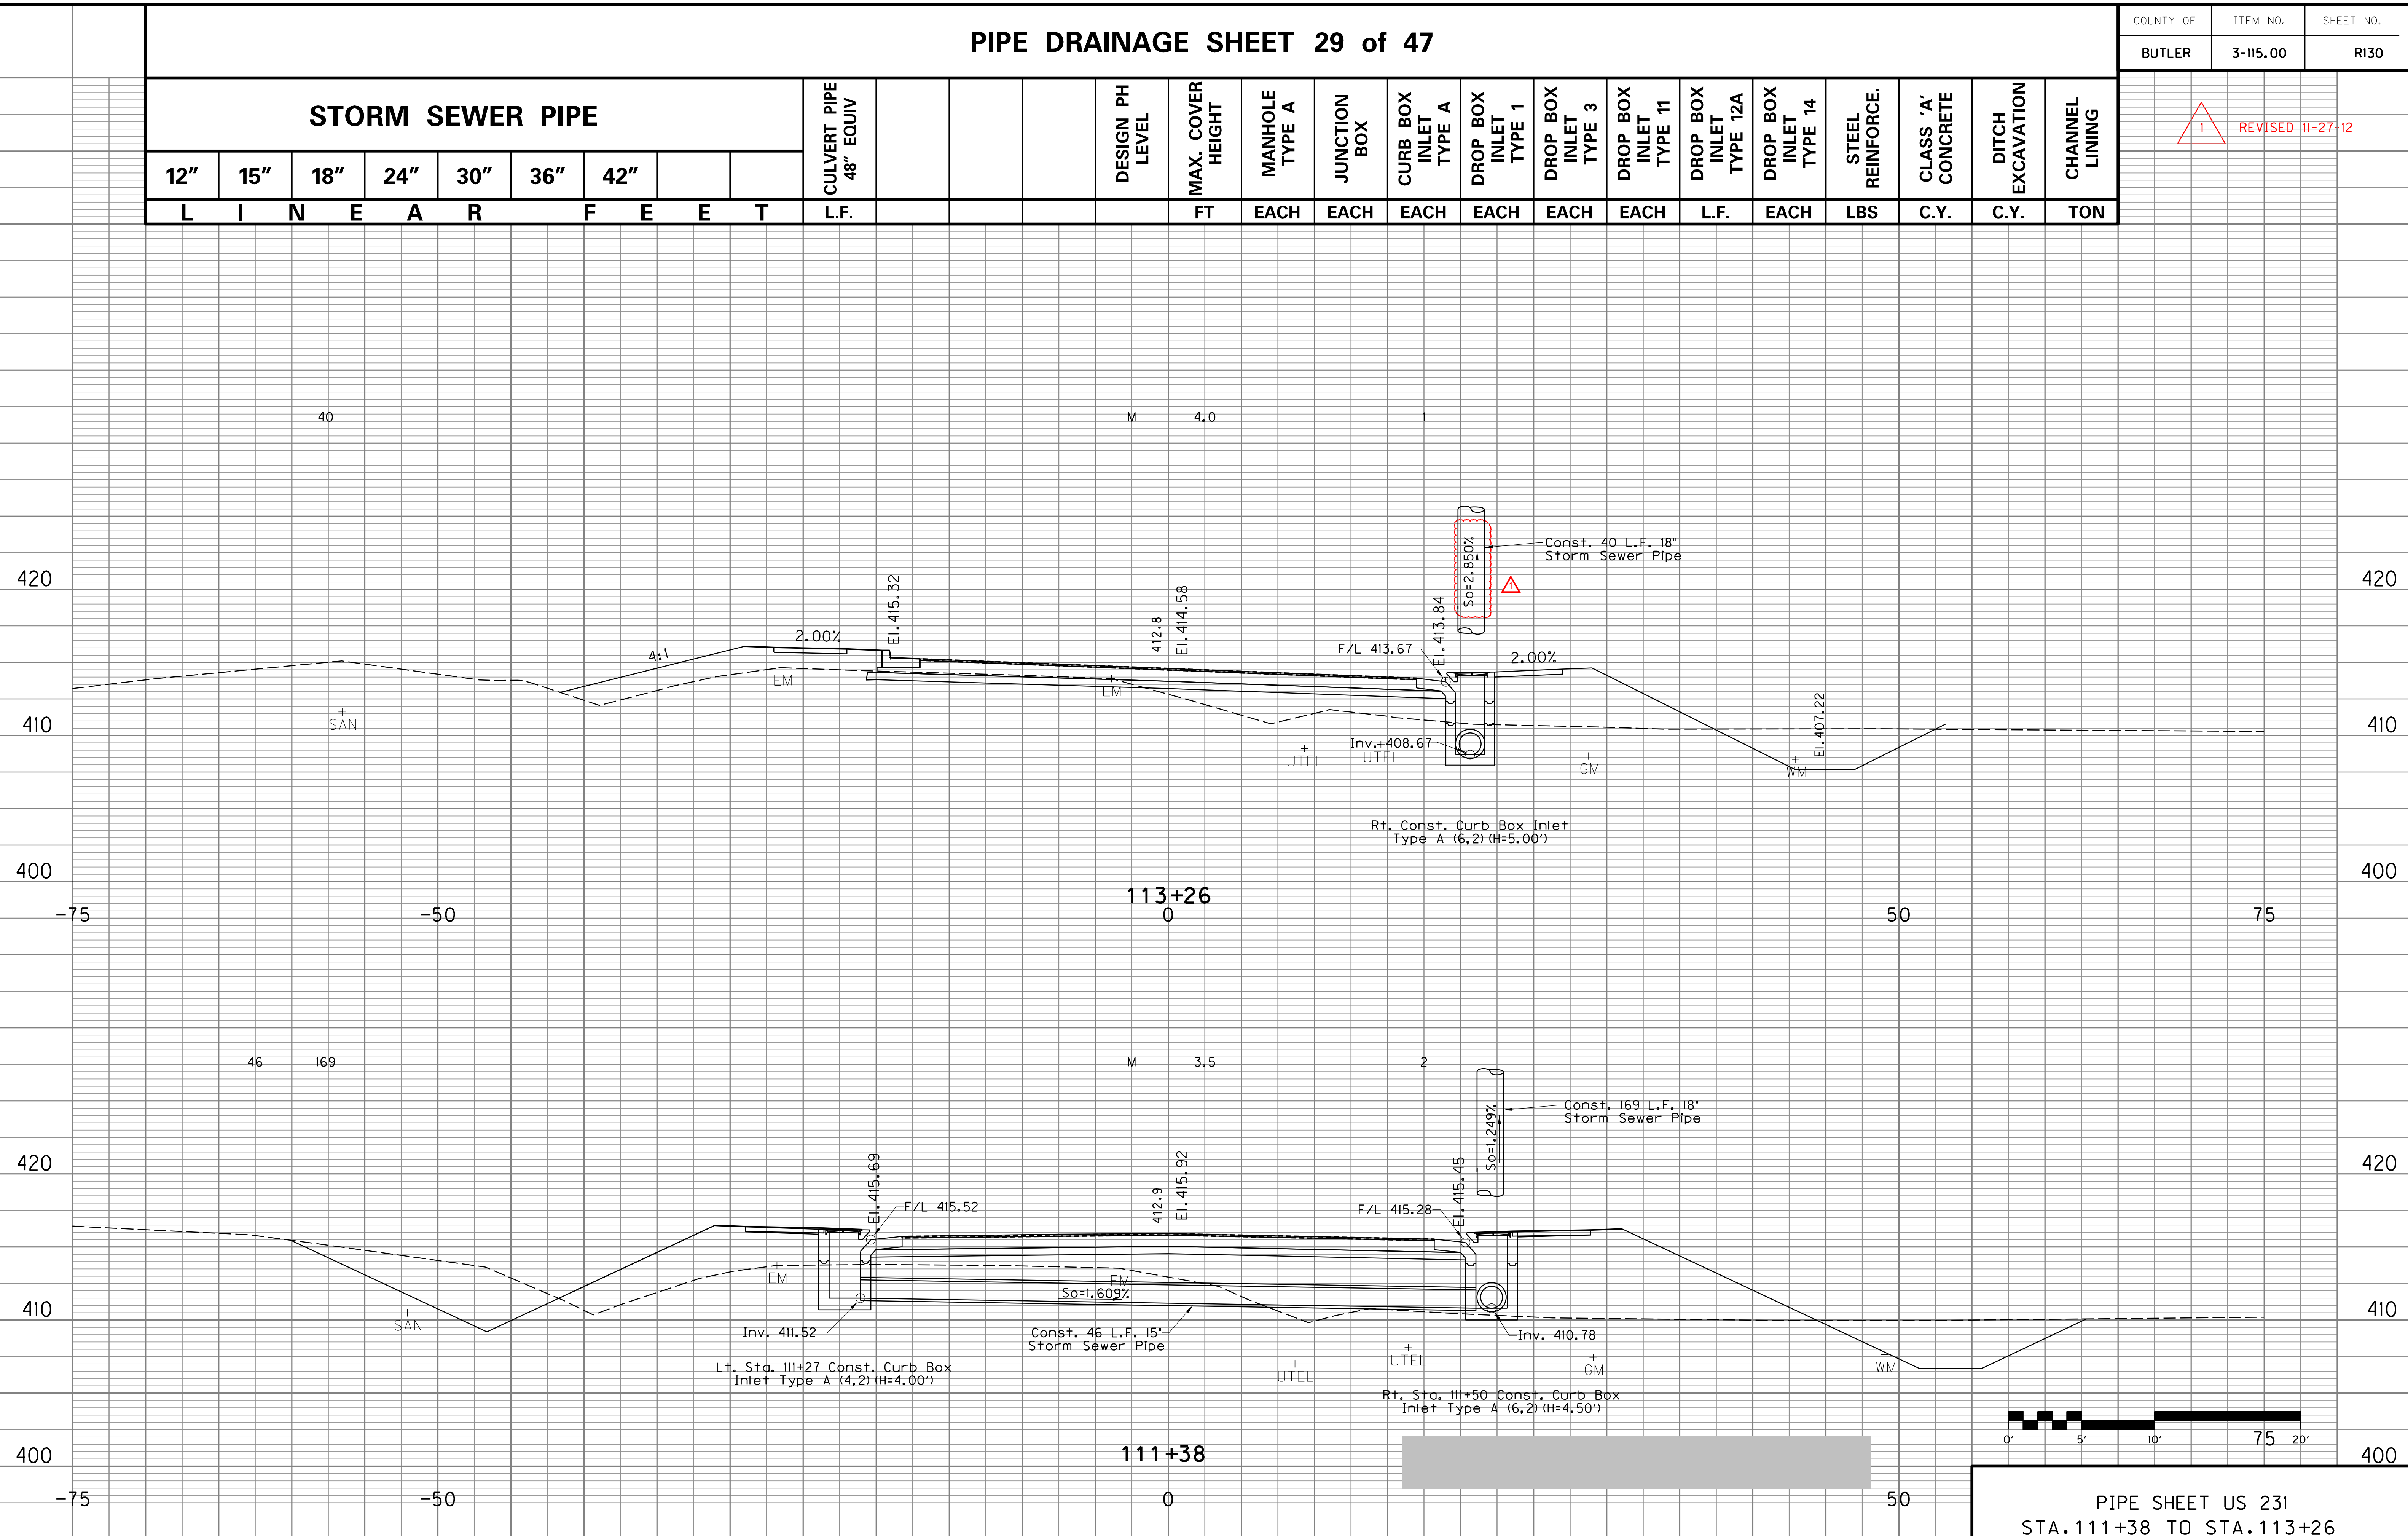 PIPE DRAINAGE SHEET 29 of 47
COUNTY OF ITEM NO. SHEET NO.
BUTLER 3-115.00 R130
1 REVISED 11-27-12
STORM SEWER PIPE
12" 15" 18" 24" 30" 36" 42"
LINEAR FEET
CULVERT PIPE 48" EQUIV
L.F.
DESIGN PH LEVEL
MAX. COVER HEIGHT
FT
MANHOLE TYPE A
EACH
JUNCTION BOX
EACH
CURB BOX INLET TYPE A
EACH
DROP BOX INLET TYPE 1
EACH
DROP BOX INLET TYPE 3
EACH
DROP BOX INLET TYPE 11
EACH
DROP BOX INLET TYPE 12A
L.F.
DROP BOX INLET TYPE 14
EACH
STEEL REINFORCE.
LBS
CLASS 'A' CONCRETE
C.Y.
DITCH EXCAVATION
C.Y.
CHANNEL LINING
TON
40 M 4.0 1
So=2.850%
Const. 40 L.F. 18"
Storm Sewer Pipe
1
420 420
El.415.32
412.8
El.414.58
El.413.84
F/L 413.67
4:1
2.00%
2.00%
EM
EM
SAN
410 410
El.407.22
Inv. 408.67
UTEL
UTEL
GM
WM
Rt. Const. Curb Box Inlet
Type A (6,2) (H=5.00')
400 400
113+26
-75 -50 0 50 75
46 169 M 3.5 2
So=1.249%
Const. 169 L.F. 18"
Storm Sewer Pipe
420 420
El.415.69
F/L 415.52
412.9
El.415.92
F/L 415.28
El.415.45
EM
EM
So=1.609%
410 410
SAN
Inv. 411.52
Const. 46 L.F. 15"
Storm Sewer Pipe
Inv. 410.78
UTEL
UTEL
GM
WM
Lt. Sta. 111+27 Const. Curb Box
Inlet Type A (4,2) (H=4.00')
Rt. Sta. 111+50 Const. Curb Box
Inlet Type A (6,2) (H=4.50')
0' 5' 10' 75 20'
400 400
111+38
-75 -50 0 50
PIPE SHEET US 231
STA.111+38 TO STA.113+26